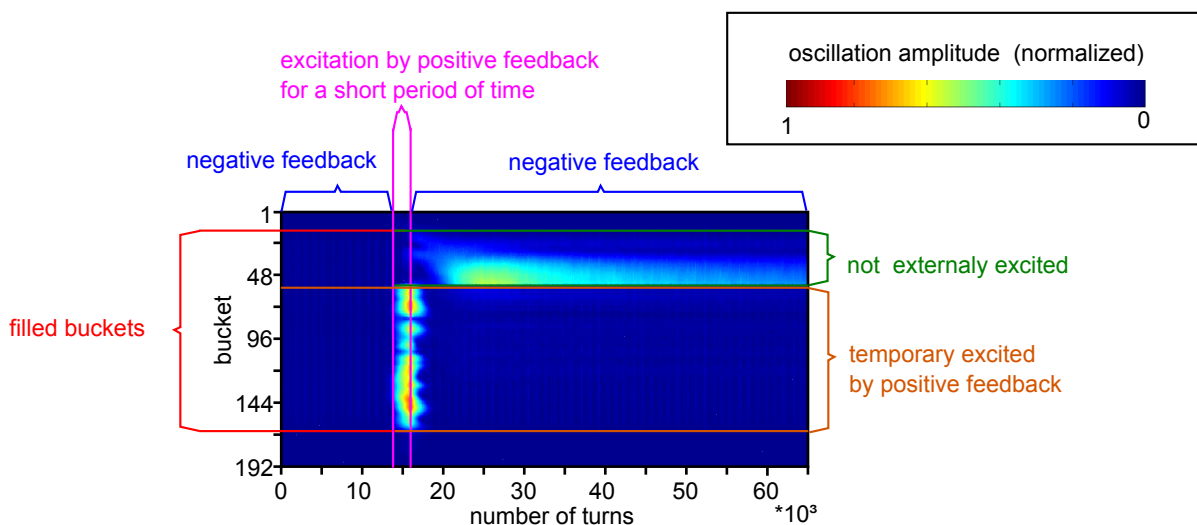 excitation by positive feedback
for a short period of time
oscillation amplitude (normalized)
1
0
negative feedback
negative feedback
1
48
96
144
192
bucket
filled buckets
not externaly excited
temporary excited
by positive feedback
0
10
20
30
40
50
60
*10³
number of turns